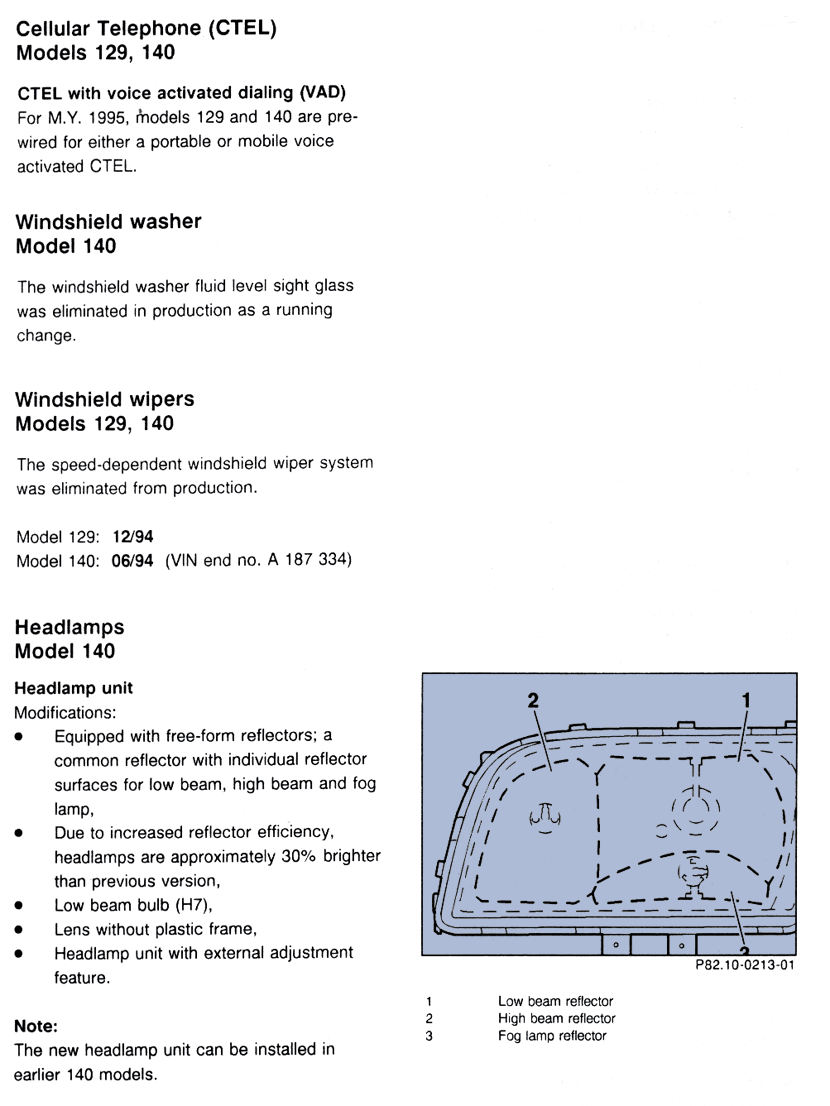 Cellular Telephone (CTEL)
Models 129, 140
CTEL with voice activated dialing (VAD)
For M.Y. 1995, models 129 and 140 are pre-
wired for either a portable or mobile voice
activated CTEL.
Windshield washer
Model 140
The windshield washer fluid level sight glass
was eliminated in production as a running
change.
Windshield wipers
Models 129, 140
The speed-dependent windshield wiper system
was eliminated from production.
Model 129: 12/94
Model 140: 06/94 (VIN end no. A 187 334)
Headlamps
Model 140
Headlamp unit
Modifications:
● Equipped with free-form reflectors; a
common reflector with individual reflector
surfaces for low beam, high beam and fog
lamp,
● Due to increased reflector efficiency,
headlamps are approximately 30% brighter
than previous version,
● Low beam bulb (H7),
● Lens without plastic frame,
● Headlamp unit with external adjustment
feature.
Note:
The new headlamp unit can be installed in
earlier 140 models.
2 1
3
P82.10-0213-01
1 Low beam reflector
2 High beam reflector
3 Fog lamp reflector